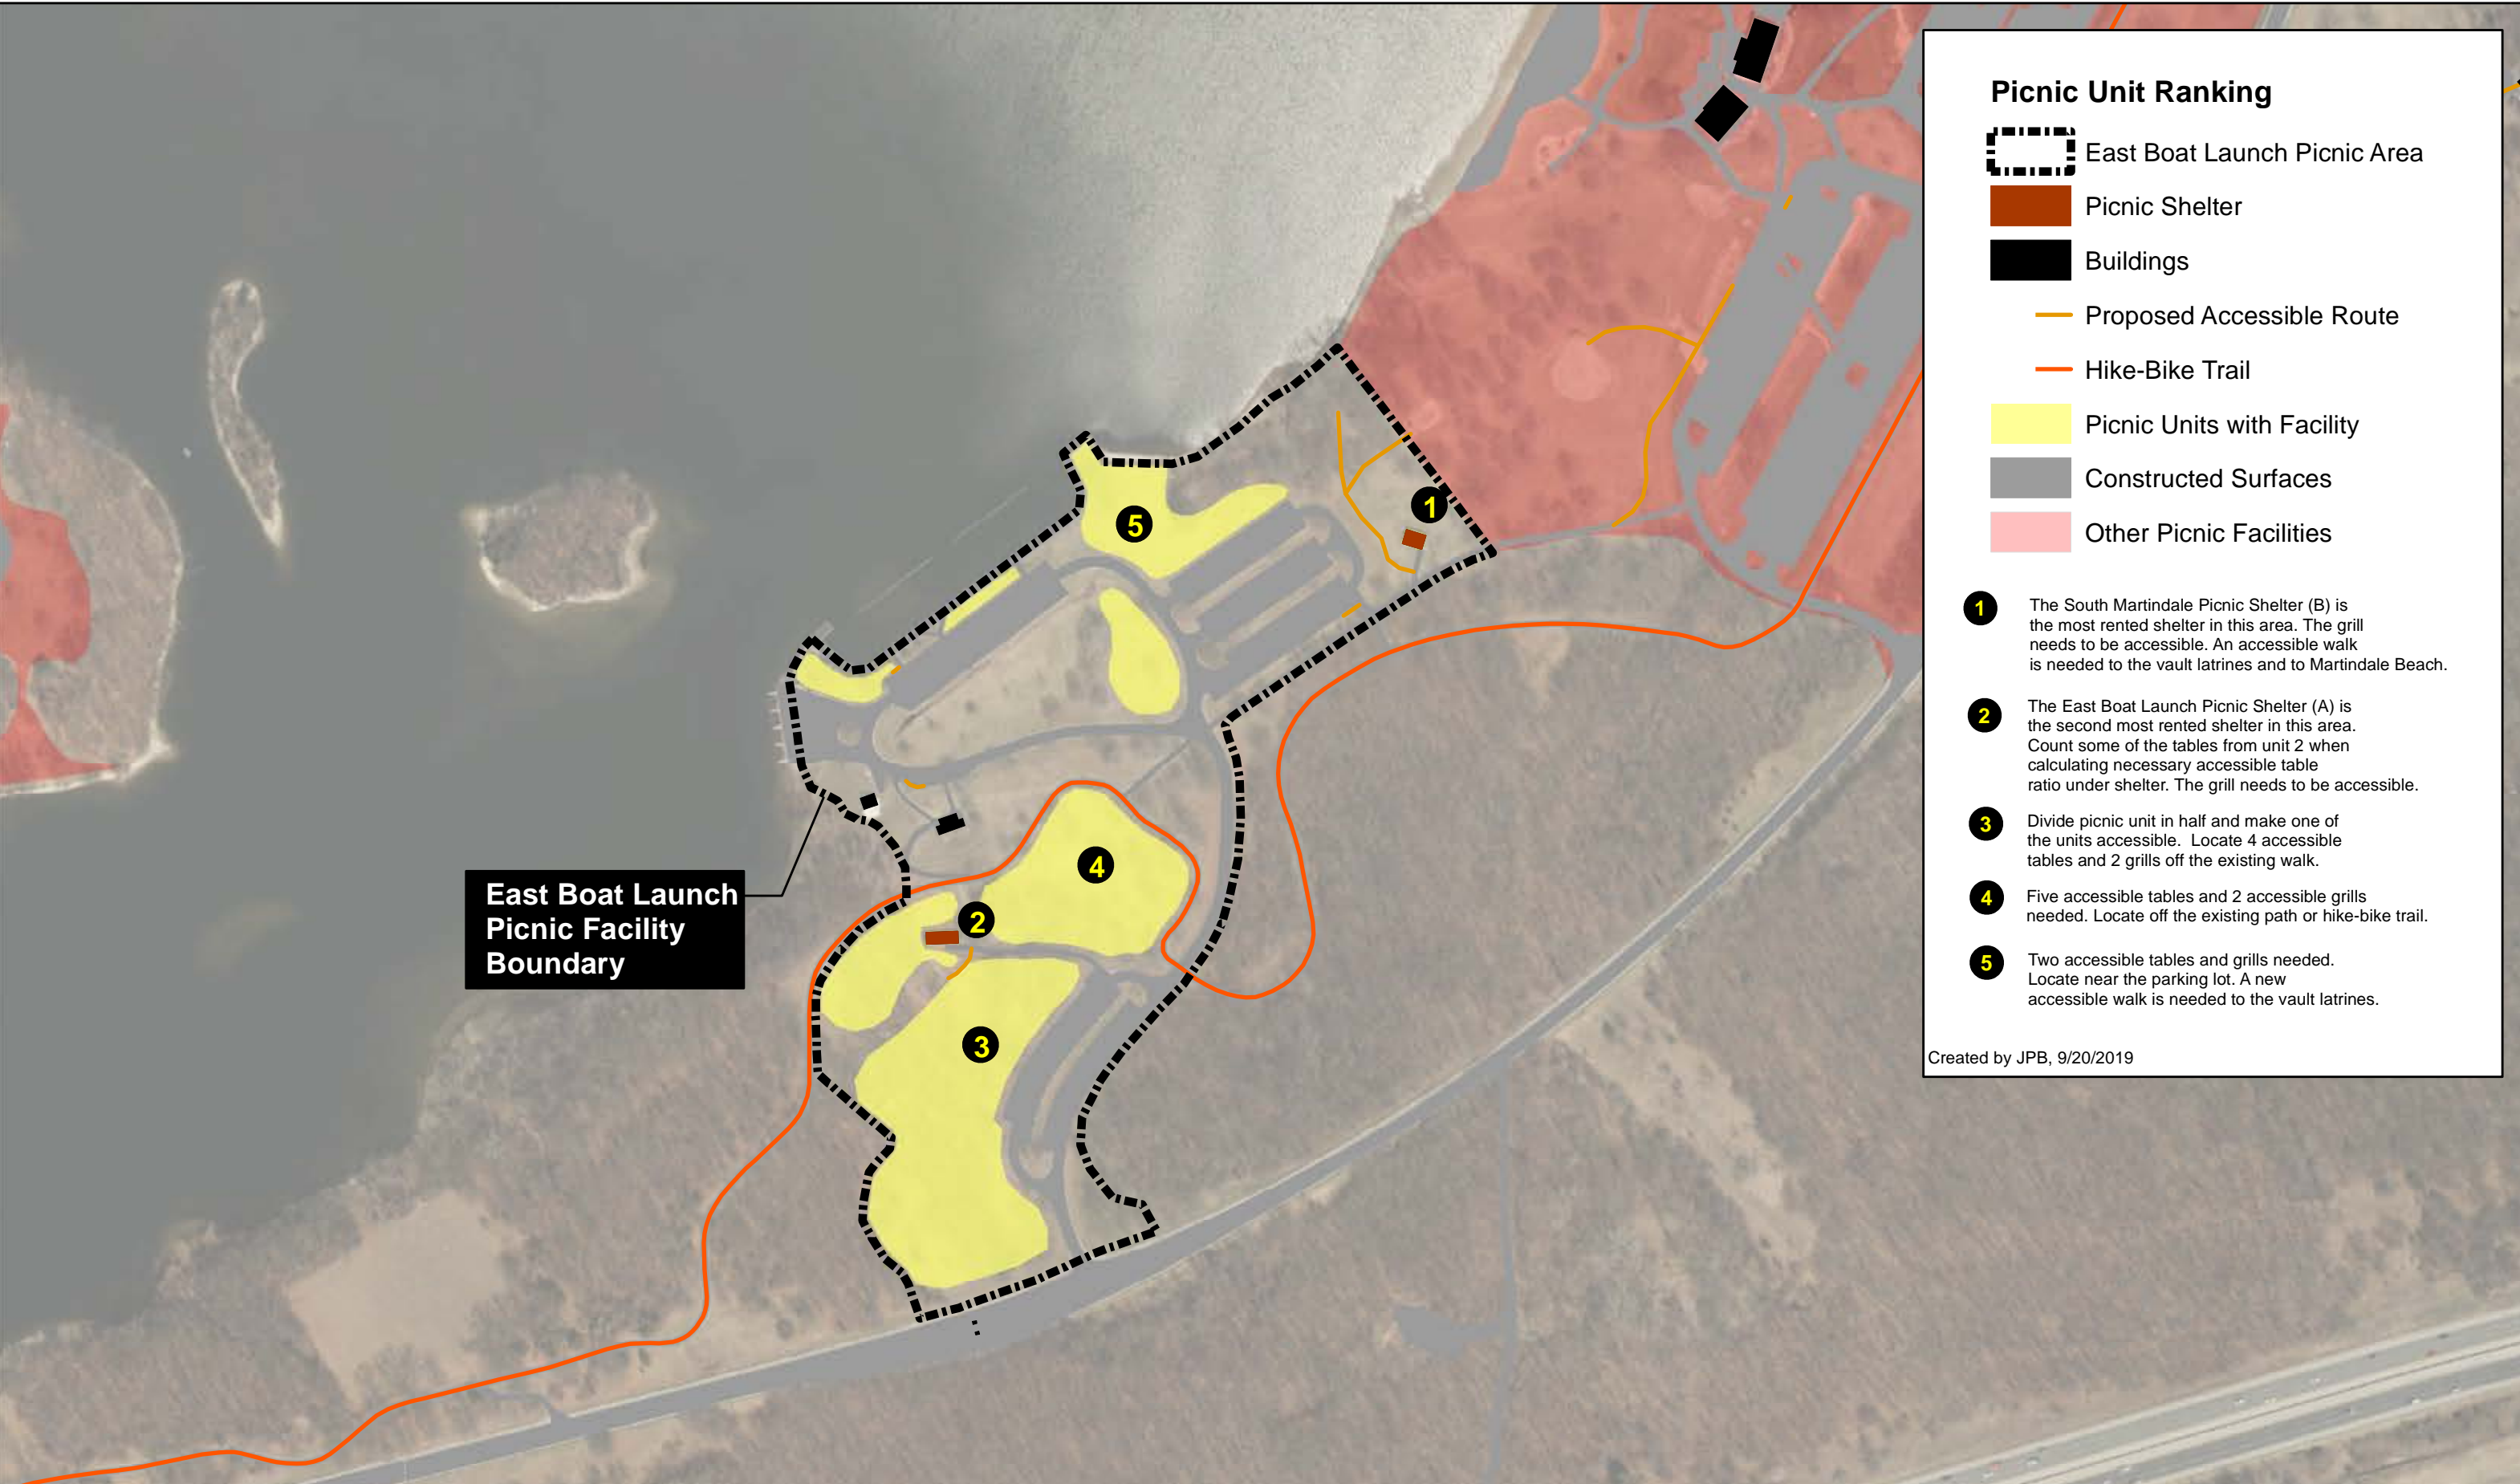 Picnic Unit Ranking
East Boat Launch Picnic Area
Picnic Shelter
Buildings
Proposed Accessible Route
Hike-Bike Trail
Picnic Units with Facility
Constructed Surfaces
Other Picnic Facilities
1 The South Martindale Picnic Shelter (B) is
the most rented shelter in this area. The grill
needs to be accessible. An accessible walk
is needed to the vault latrines and to Martindale Beach.
2 The East Boat Launch Picnic Shelter (A) is
the second most rented shelter in this area.
Count some of the tables from unit 2 when
calculating necessary accessible table
ratio under shelter. The grill needs to be accessible.
3 Divide picnic unit in half and make one of
the units accessible. Locate 4 accessible
tables and 2 grills off the existing walk.
4 Five accessible tables and 2 accessible grills
needed. Locate off the existing path or hike-bike trail.
5 Two accessible tables and grills needed.
Locate near the parking lot. A new
accessible walk is needed to the vault latrines.
Created by JPB, 9/20/2019
1
5
4
2
3
East Boat Launch
Picnic Facility
Boundary